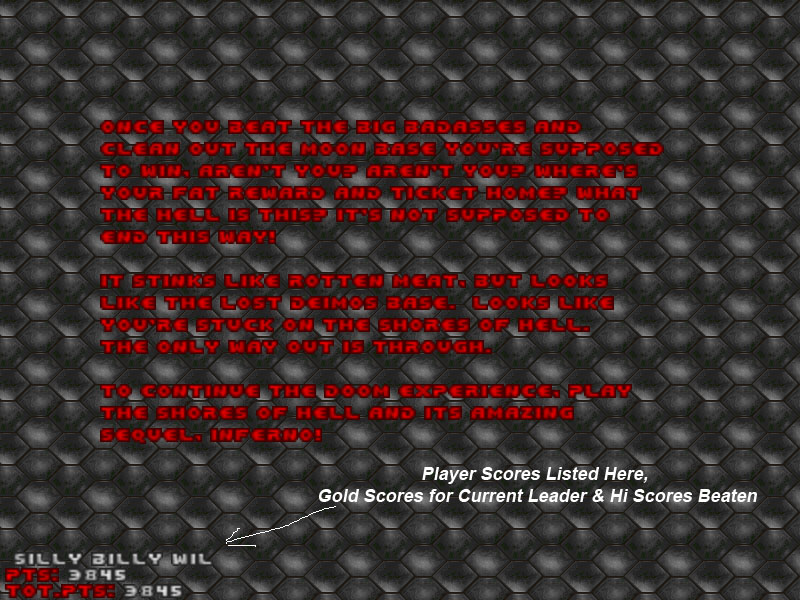 ONCE YOU BEAT THE BIG BADASSES AND
CLEAN OUT THE MOON BASE YOU'RE SUPPOSED
TO WIN, AREN'T YOU? AREN'T YOU? WHERE'S
YOUR FAT REWARD AND TICKET HOME? WHAT
THE HELL IS THIS? IT'S NOT SUPPOSED TO
END THIS WAY!
IT STINKS LIKE ROTTEN MEAT, BUT LOOKS
LIKE THE LOST DEIMOS BASE. LOOKS LIKE
YOU'RE STUCK ON THE SHORES OF HELL.
THE ONLY WAY OUT IS THROUGH.
TO CONTINUE THE DOOM EXPERIENCE, PLAY
THE SHORES OF HELL AND ITS AMAZING
SEQUEL, INFERNO!
Player Scores Listed Here,
Gold Scores for Current Leader & Hi Scores Beaten
SILLY BILLY WIL
PTS: 3845
TOT.PTS: 3845